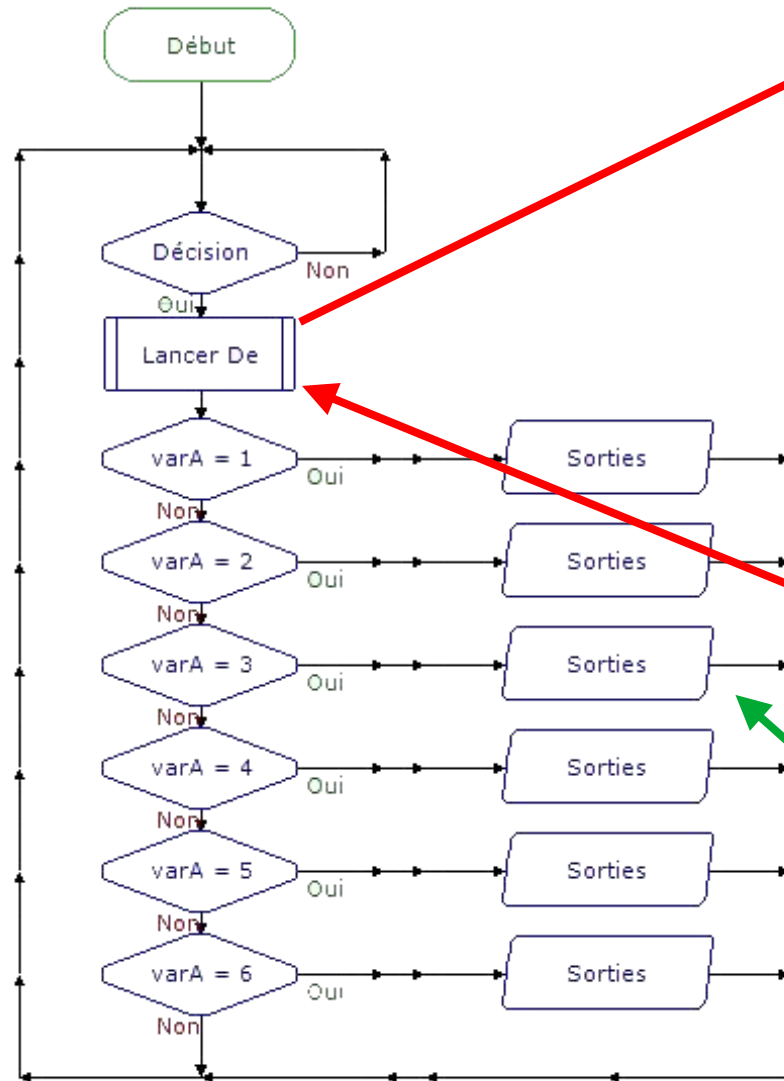 Début
Décision
Non
Oui
Lancer De
varA = 1
Oui
Sorties
Non
varA = 2
Oui
Sorties
Non
varA = 3
Oui
Sorties
Non
varA = 4
Oui
Sorties
Non
varA = 5
Oui
Sorties
Non
varA = 6
Oui
Sorties
Non